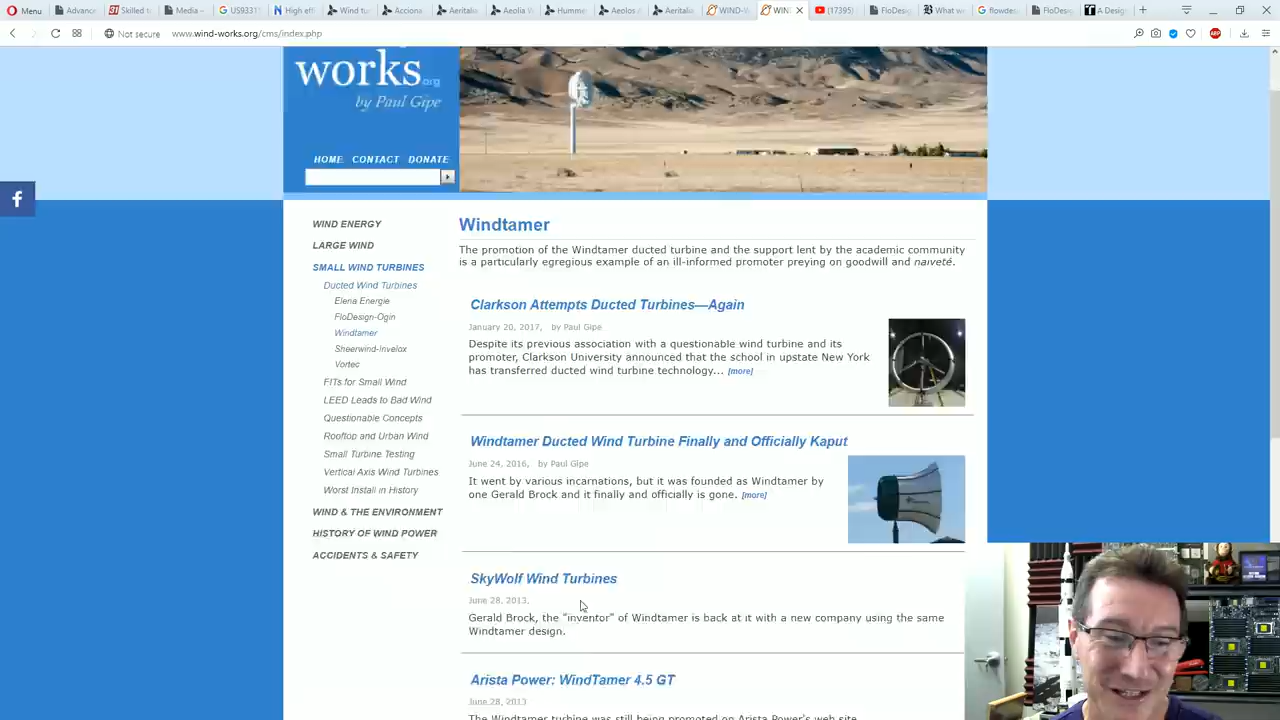 Menu
Advance
Skilled to
Media –
US93311
High effi
Wind tur
Acciona
Aeritalia
Aeolia W
Humme
Aeolos A
Aeritalia
WIND-W
WIN
(17395)
FloDesign
What we
flowdes
FloDes
A Design
Not secure
www.wind-works.org/cms/index.php
works.org
by Paul Gipe
HOME CONTACT DONATE
WIND ENERGY
LARGE WIND
SMALL WIND TURBINES
Ducted Wind Turbines
Elena Energie
FloDesign-Ogin
Windtamer
Sheerwind-Invelox
Vortec
FITs for Small Wind
LEED Leads to Bad Wind
Questionable Concepts
Rooftop and Urban Wind
Small Turbine Testing
Vertical Axis Wind Turbines
Worst Install in History
WIND & THE ENVIRONMENT
HISTORY OF WIND POWER
ACCIDENTS & SAFETY
Windtamer
The promotion of the Windtamer ducted turbine and the support lent by the academic community
is a particularly egregious example of an ill-informed promoter preying on goodwill and naiveté.
Clarkson Attempts Ducted Turbines—Again
January 20, 2017, by Paul Gipe
Despite its previous association with a questionable wind turbine and its
promoter, Clarkson University announced that the school in upstate New York
has transferred ducted wind turbine technology... [more]
Windtamer Ducted Wind Turbine Finally and Officially Kaput
June 24, 2016, by Paul Gipe
It went by various incarnations, but it was founded as Windtamer by
one Gerald Brock and it finally and officially is gone. [more]
SkyWolf Wind Turbines
June 28, 2013,
Gerald Brock, the "inventor" of Windtamer is back at it with a new company using the same
Windtamer design.
Arista Power: WindTamer 4.5 GT
June 28, 2013
The Windtamer turbine was still being promoted on Arista Power's web site